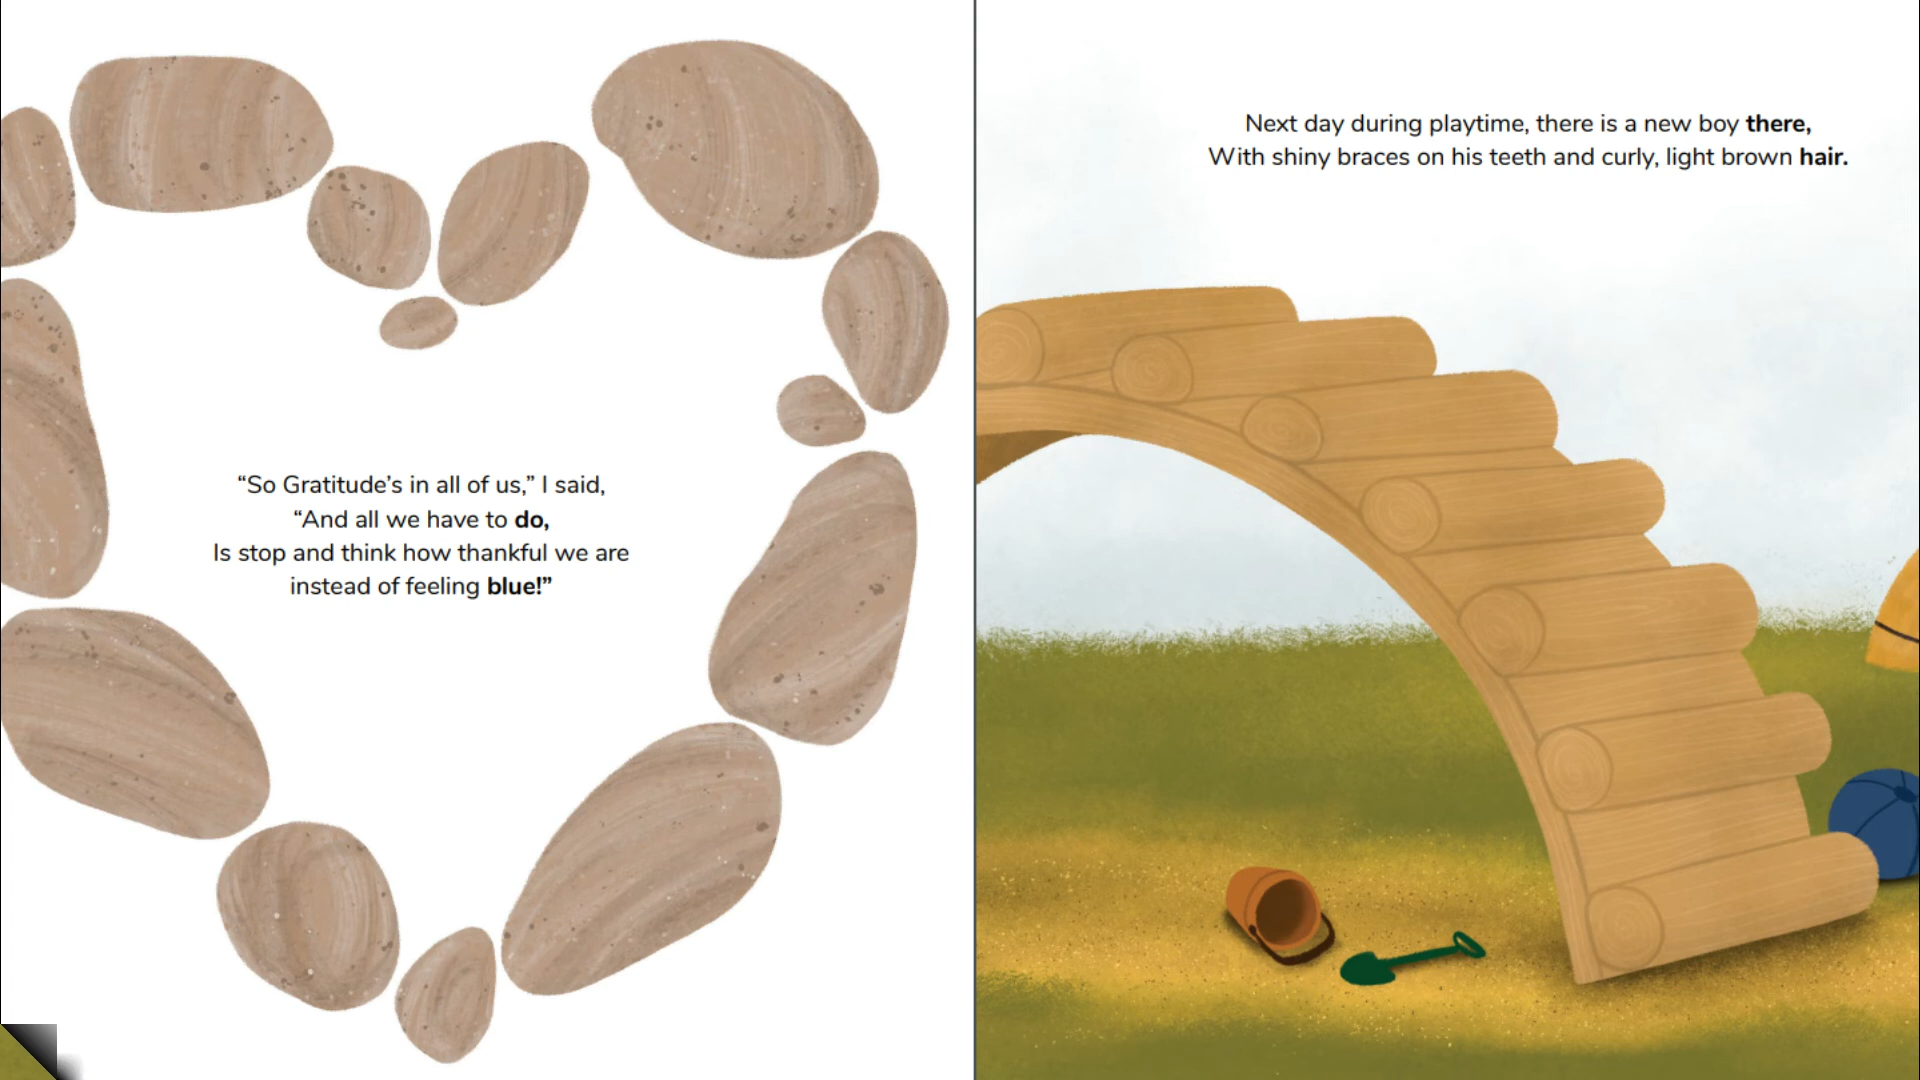 “So Gratitude’s in all of us,” I said,
“And all we have to do,
Is stop and think how thankful we are
instead of feeling blue!”
Next day during playtime, there is a new boy there,
With shiny braces on his teeth and curly, light brown hair.